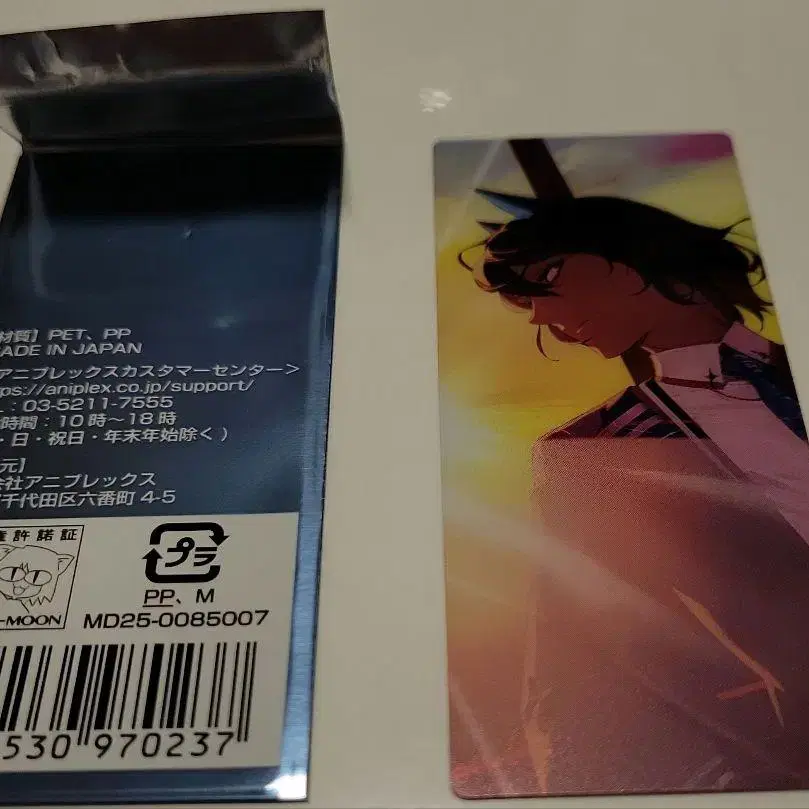 材質】PET、PP
ADE IN JAPAN
アニプレックスカスタマーセンター>
ps://aniplex.co.jp/support/
L:03-5211-7555
時間:10時〜18時
・日・祝日・年末年始除く)
元】
会社アニプレックス
千代田区六番町4-5
許諾証
-MOON
プラ
PP、M
MD25-0085007
530 970237